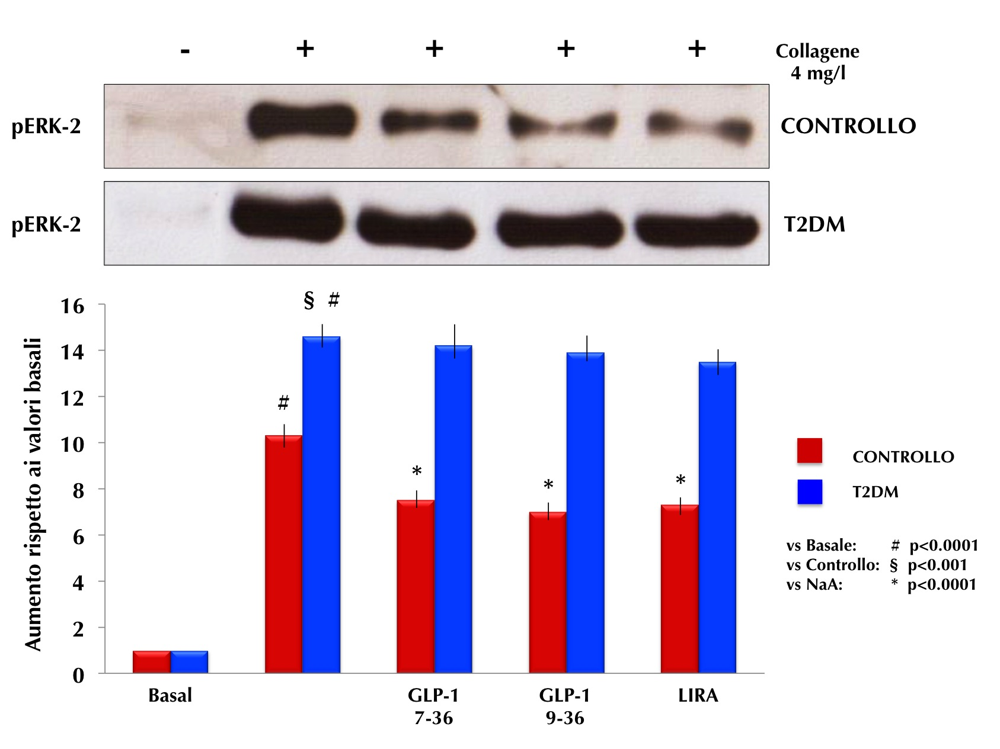 - + + + + Collagene
4 mg/l
pERK-2 CONTROLLO
pERK-2 T2DM
§ #
#
* * *
Aumento rispetto ai valori basali
16
14
12
10
8
6
4
2
0
Basal GLP-1 GLP-1 LIRA
7-36 9-36
CONTROLLO
T2DM
vs Basale: # p<0.0001
vs Controllo: § p<0.001
vs NaA: * p<0.0001